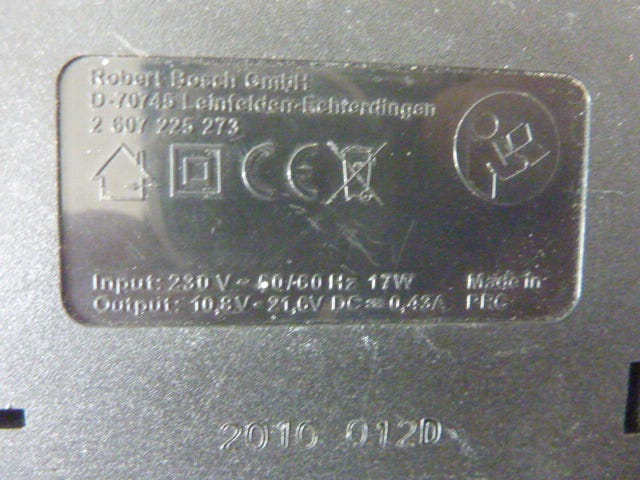 Robert Bosch GmbH
D-70745 Leinfelden-Echterdingen
2 607 225 273
CE
Input: 230 V ~ 50/60 Hz 17W
Output: 10,8V - 21,6V DC = 0,43A
Made in
PRC
2010 012D